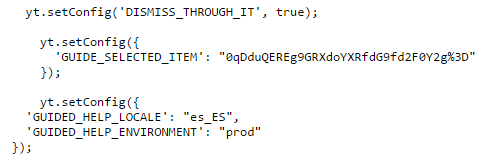 yt.setConfig('DISMISS_THROUGH_IT', true);
yt.setConfig({
'GUIDE_SELECTED_ITEM': "0qDduQEREg9GRXdoYXRfdG9fd2F0Y2g%3D"
});
yt.setConfig({
'GUIDED_HELP_LOCALE': "es_ES",
'GUIDED_HELP_ENVIRONMENT': "prod"
});